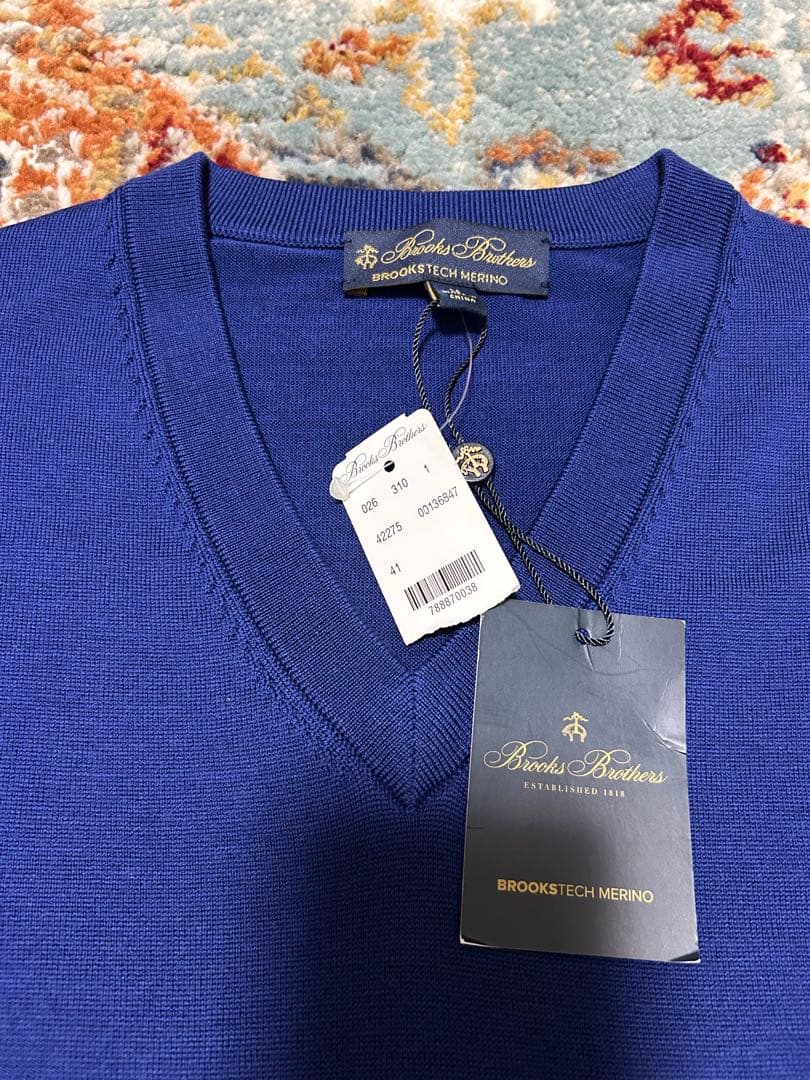 Brooks Brothers
BROOKSTECH MERINO
CHINA
Brooks Brothers
026 310 1
42275 00136847
41
788870038
Brooks Brothers
ESTABLISHED 1818
BROOKSTECH MERINO